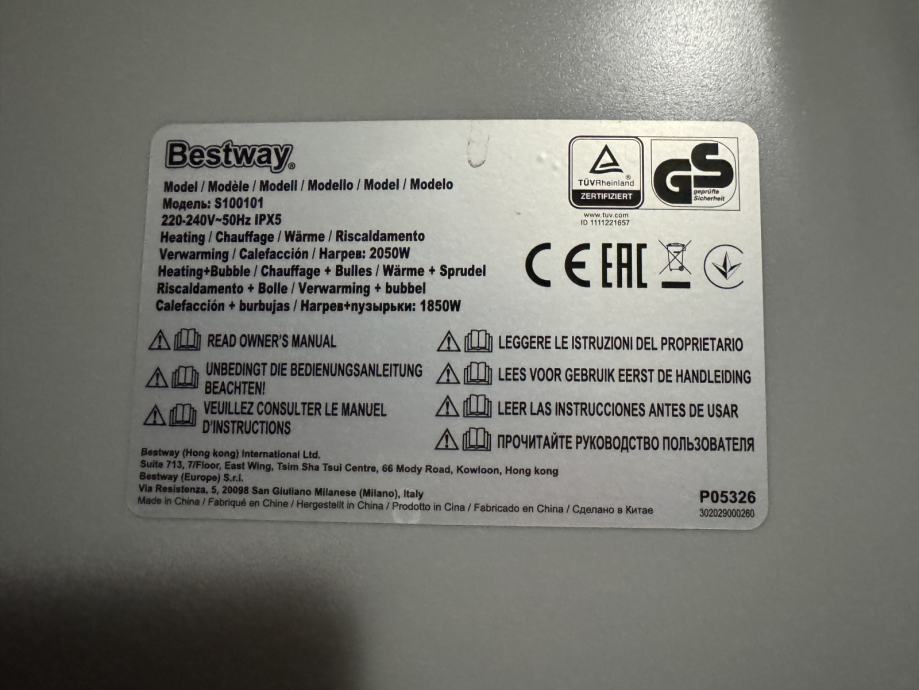 Bestway®
Model / Modèle / Modell / Modello / Model / Modelo
Модель: S100101
220-240V~50Hz IPX5
Heating / Chauffage / Wärme / Riscaldamento
Verwarming / Calefacción / Нагрев: 2050W
Heating+Bubble / Chauffage + Bulles / Wärme + Sprudel
Riscaldamento + Bolle / Verwarming + bubbel
Calefacción + burbujas / Нагрев+пузырьки: 1850W
TÜVRheinland
ZERTIFIZIERT
www.tuv.com
ID 1111221657
GS
geprüfte
Sicherheit
CE EAC
READ OWNER'S MANUAL
UNBEDINGT DIE BEDIENUNGSANLEITUNG
BEACHTEN!
VEUILLEZ CONSULTER LE MANUEL
D'INSTRUCTIONS
LEGGERE LE ISTRUZIONI DEL PROPRIETARIO
LEES VOOR GEBRUIK EERST DE HANDLEIDING
LEER LAS INSTRUCCIONES ANTES DE USAR
ПРОЧИТАЙТЕ РУКОВОДСТВО ПОЛЬЗОВАТЕЛЯ
Bestway (Hong kong) International Ltd.
Suite 713, 7/Floor, East Wing, Tsim Sha Tsui Centre, 66 Mody Road, Kowloon, Hong kong
Bestway (Europe) S.r.l.
Via Resistenza, 5, 20098 San Giuliano Milanese (Milano), Italy
Made in China / Fabriqué en Chine / Hergestellt in China / Prodotto in Cina / Fabricado en China / Сделано в Китае
P05326
302029000260